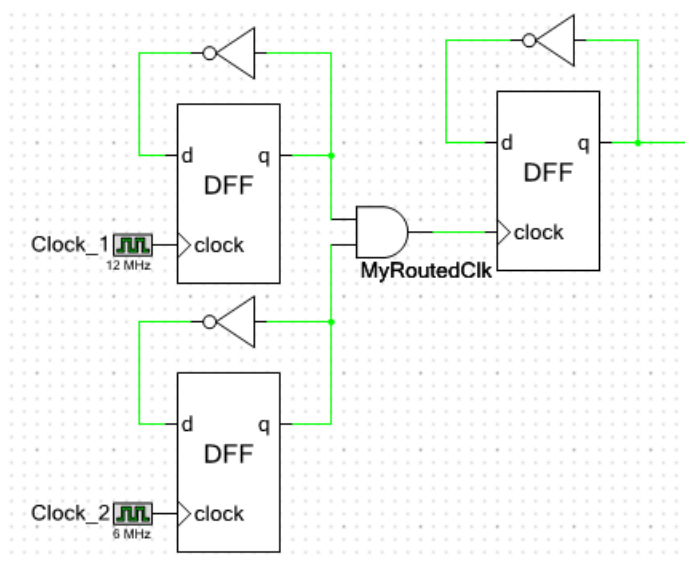 d q
DFF
Clock_1
12 MHz
clock
d q
DFF
clock
MyRoutedClk
d q
DFF
Clock_2
6 MHz
clock